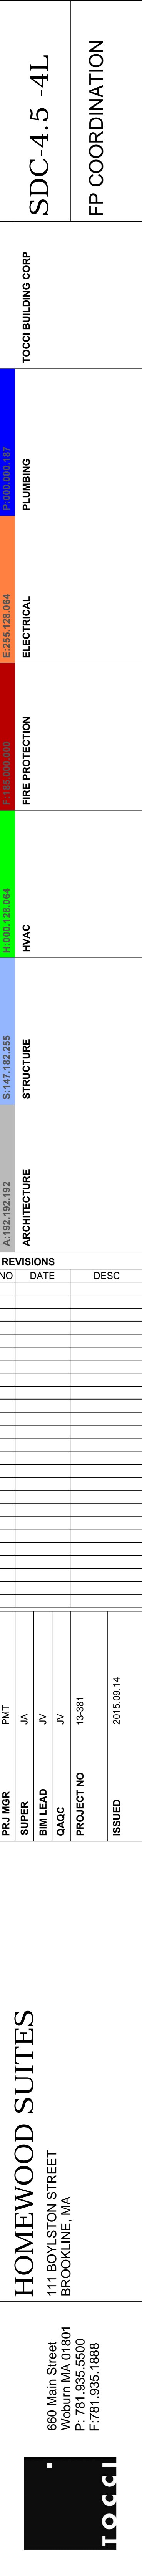 SDC-4.5 -4L
FP COORDINATION
TOCCI BUILDING CORP
P:000.000.187
PLUMBING
E:255.128.064
ELECTRICAL
F:185.000.000
FIRE PROTECTION
H:000.128.064
HVAC
S:147.182.255
STRUCTURE
A:192.192.192
ARCHITECTURE
REVISIONS
NO DATE DESC
PRJ MGR PMT
SUPER JA
BIM LEAD JV
QAQC JV
PROJECT NO 13-381
ISSUED 2015.09.14
HOMEWOOD SUITES
111 BOYLSTON STREET
BROOKLINE, MA
660 Main Street
Woburn MA 01801
P: 781.935.5500
F:781.935.1888
TOCCI